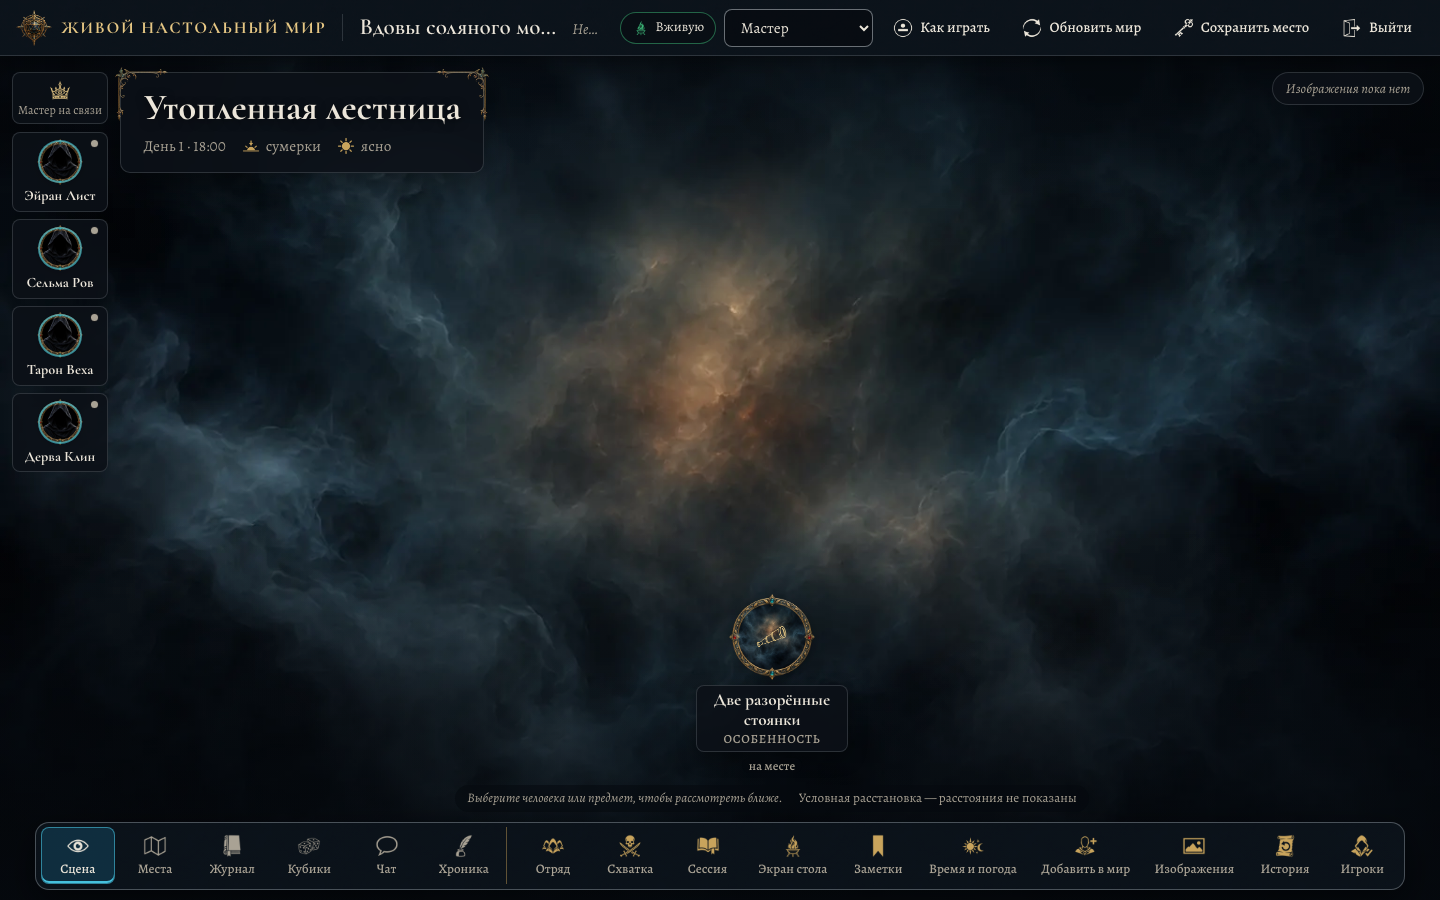 ЖИВОЙ НАСТОЛЬНЫЙ МИР
Вдовы соляного мо...
Не...
Вживую
Мастер
Как играть
Обновить мир
Сохранить место
Выйти
Мастер на связи
Утопленная лестница
День 1 · 18:00 сумерки ясно
Изображения пока нет
Эйран Лист
Сельма Ров
Тарон Веха
Дерва Клин
Две разорённые
стоянки
ОСОБЕННОСТЬ
на месте
Выберите человека или предмет, чтобы рассмотреть ближе. Условная расстановка — расстояния не показаны
Сцена
Места
Журнал
Кубики
Чат
Хроника
Отряд
Схватка
Сессия
Экран стола
Заметки
Время и погода
Добавить в мир
Изображения
История
Игроки